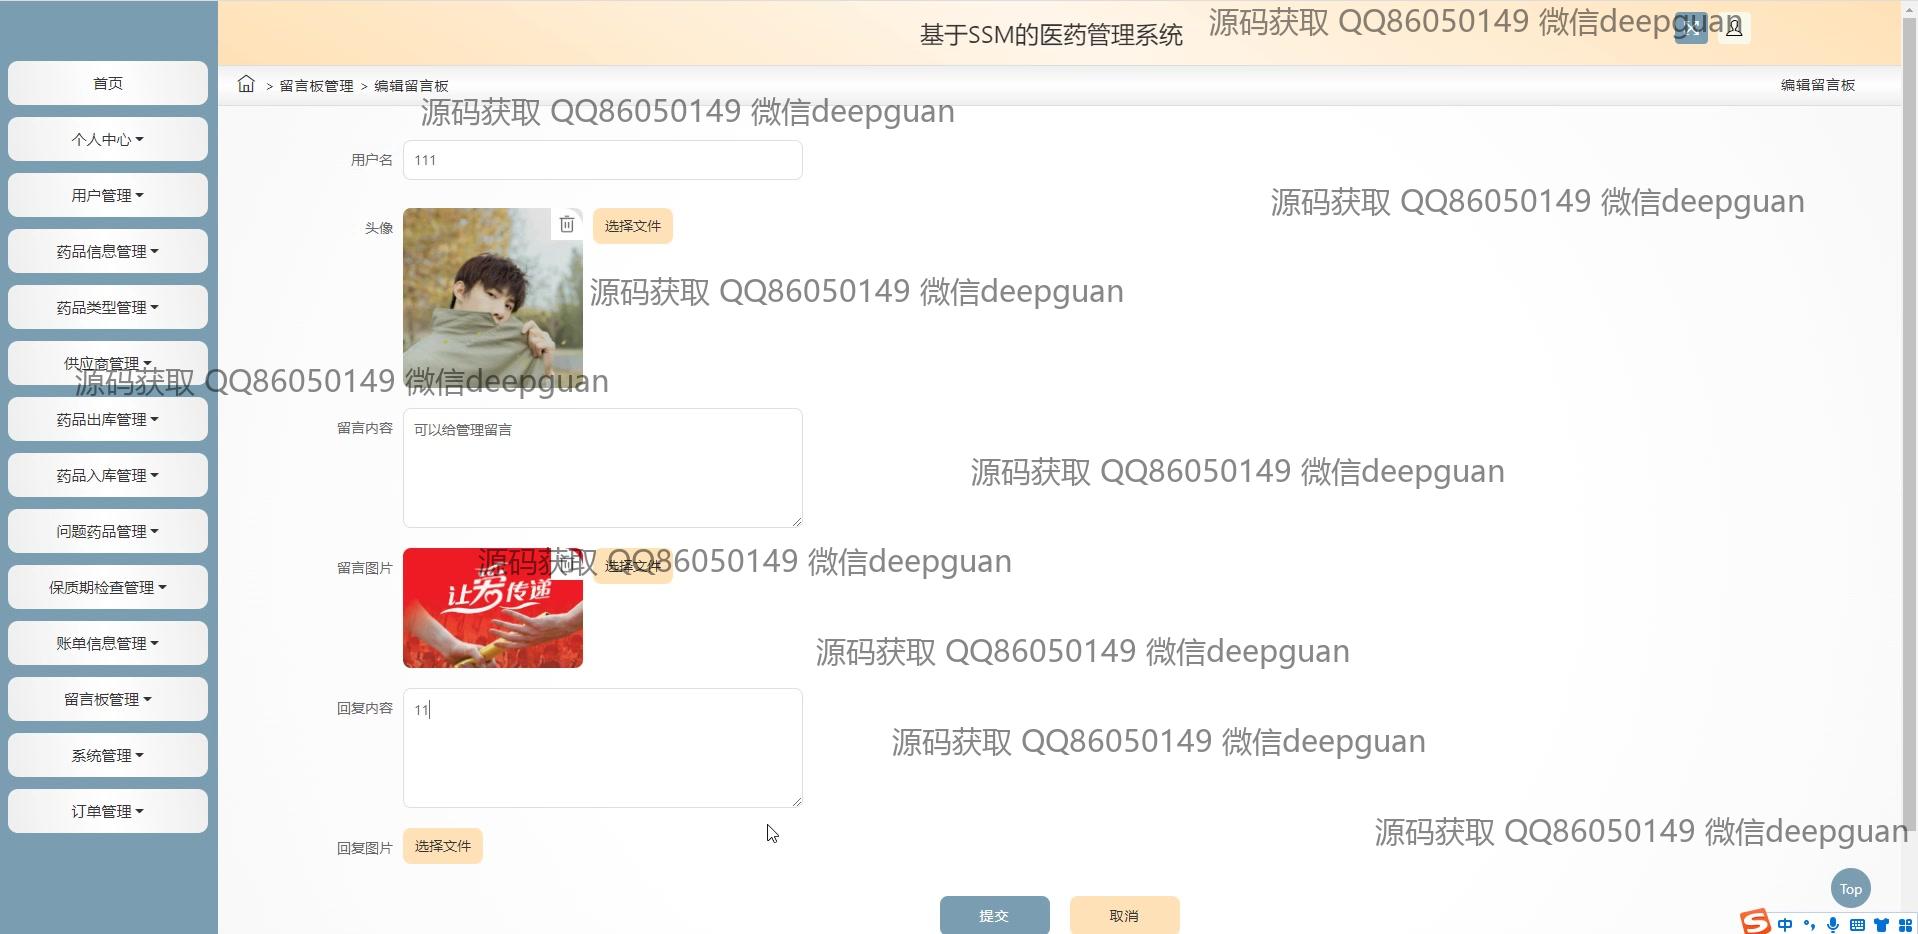 基于SSM的医药管理系统
源码获取 QQ86050149 微信deepguan
首页
个人中心
用户管理
药品信息管理
药品类型管理
供应商管理
药品出库管理
药品入库管理
问题药品管理
保质期检查管理
账单信息管理
留言板管理
系统管理
订单管理
> 留言板管理 > 编辑留言板
编辑留言板
源码获取 QQ86050149 微信deepguan
用户名
111
源码获取 QQ86050149 微信deepguan
头像
选择文件
源码获取 QQ86050149 微信deepguan
源码获取 QQ86050149 微信deepguan
留言内容
可以给管理留言
源码获取 QQ86050149 微信deepguan
留言图片
让爱传递
选择文件
源码获取 QQ86050149 微信deepguan
源码获取 QQ86050149 微信deepguan
回复内容
11
源码获取 QQ86050149 微信deepguan
源码获取 QQ86050149 微信deepguan
回复图片
选择文件
Top
提交
取消
S 中